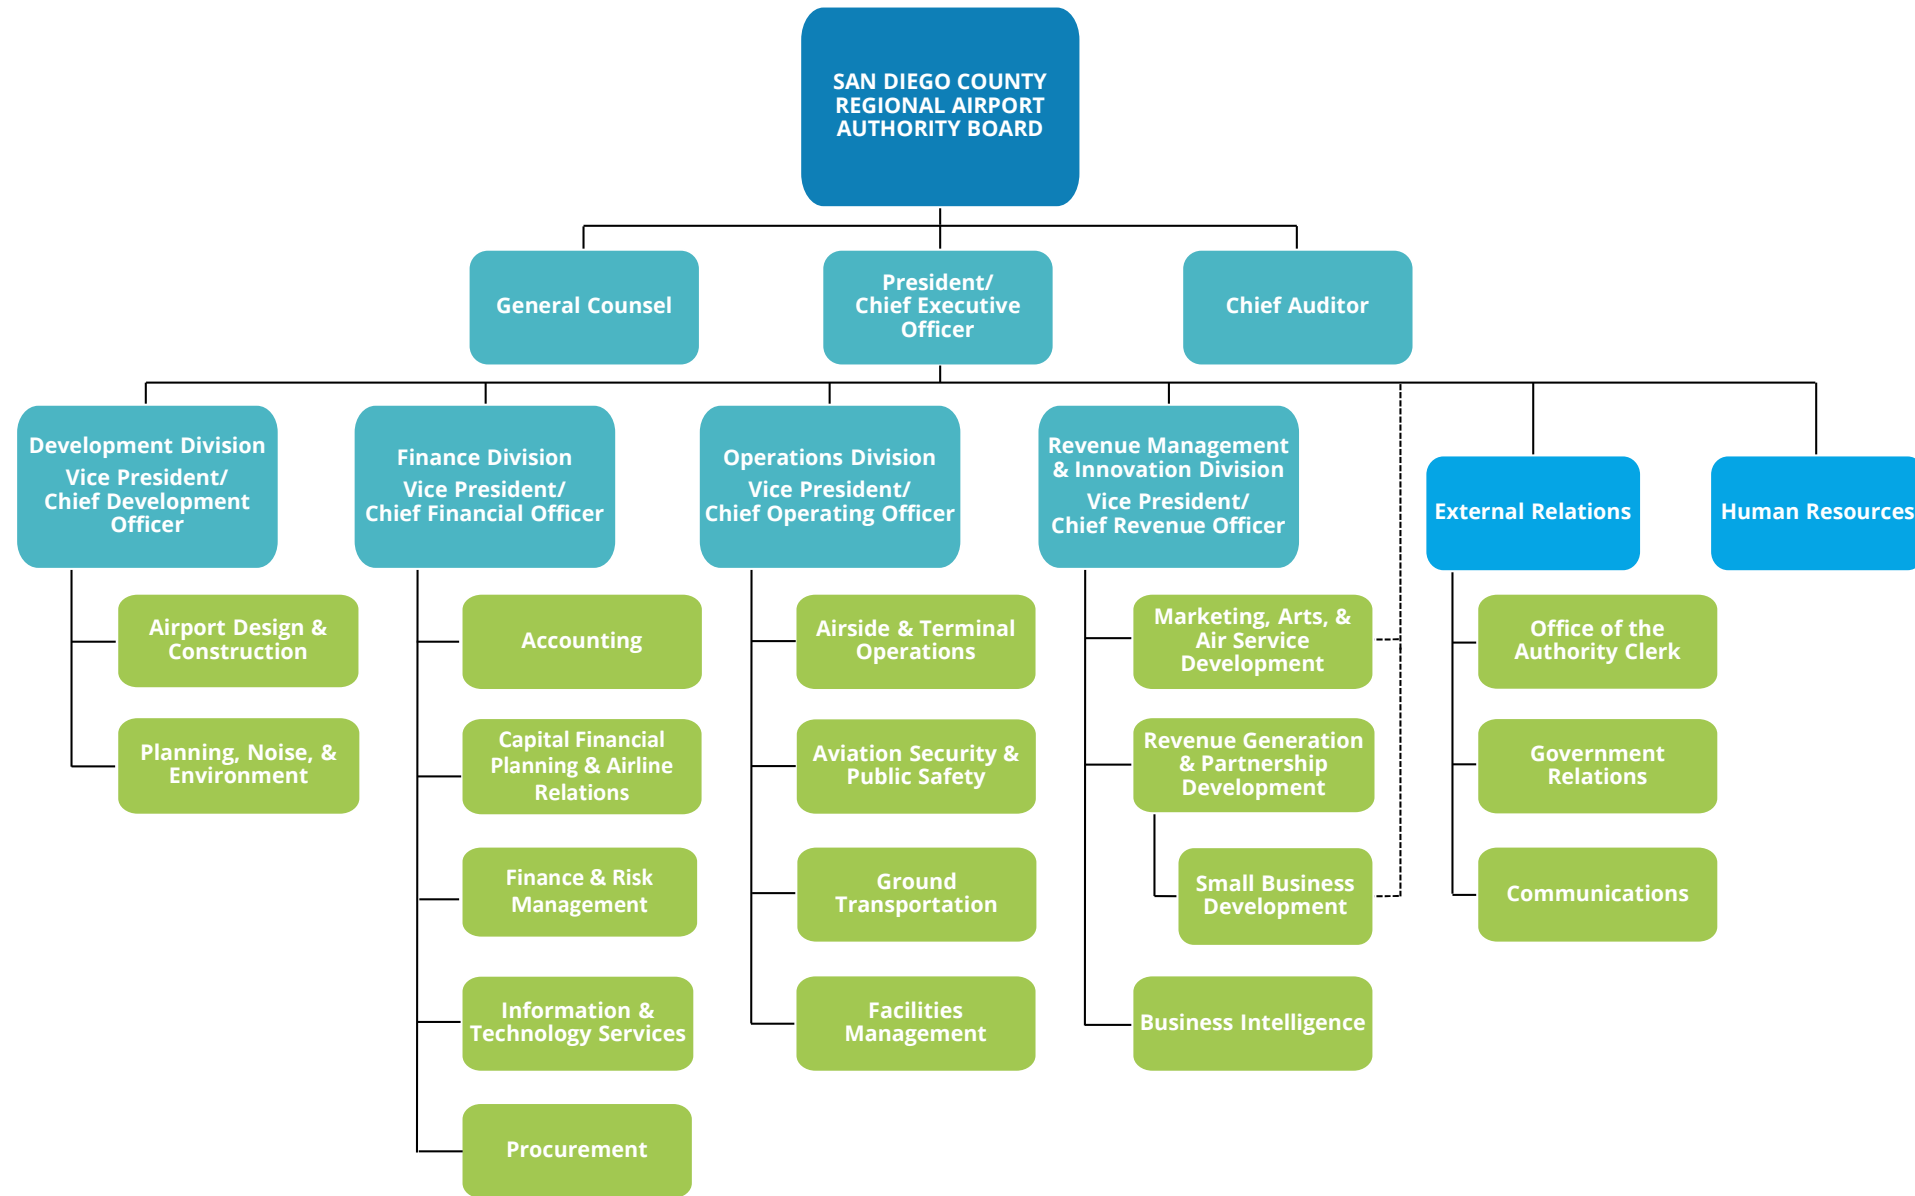 SAN DIEGO COUNTY
REGIONAL AIRPORT
AUTHORITY BOARD
General Counsel
President/
Chief Executive
Officer
Chief Auditor
Development Division
Vice President/
Chief Development
Officer
Finance Division
Vice President/
Chief Financial Officer
Operations Division
Vice President/
Chief Operating Officer
Revenue Management
& Innovation Division
Vice President/
Chief Revenue Officer
External Relations
Human Resources
Airport Design &
Construction
Planning, Noise, &
Environment
Accounting
Capital Financial
Planning & Airline
Relations
Finance & Risk
Management
Information &
Technology Services
Procurement
Airside & Terminal
Operations
Aviation Security &
Public Safety
Ground
Transportation
Facilities
Management
Marketing, Arts, &
Air Service
Development
Revenue Generation
& Partnership
Development
Small Business
Development
Business Intelligence
Office of the
Authority Clerk
Government
Relations
Communications